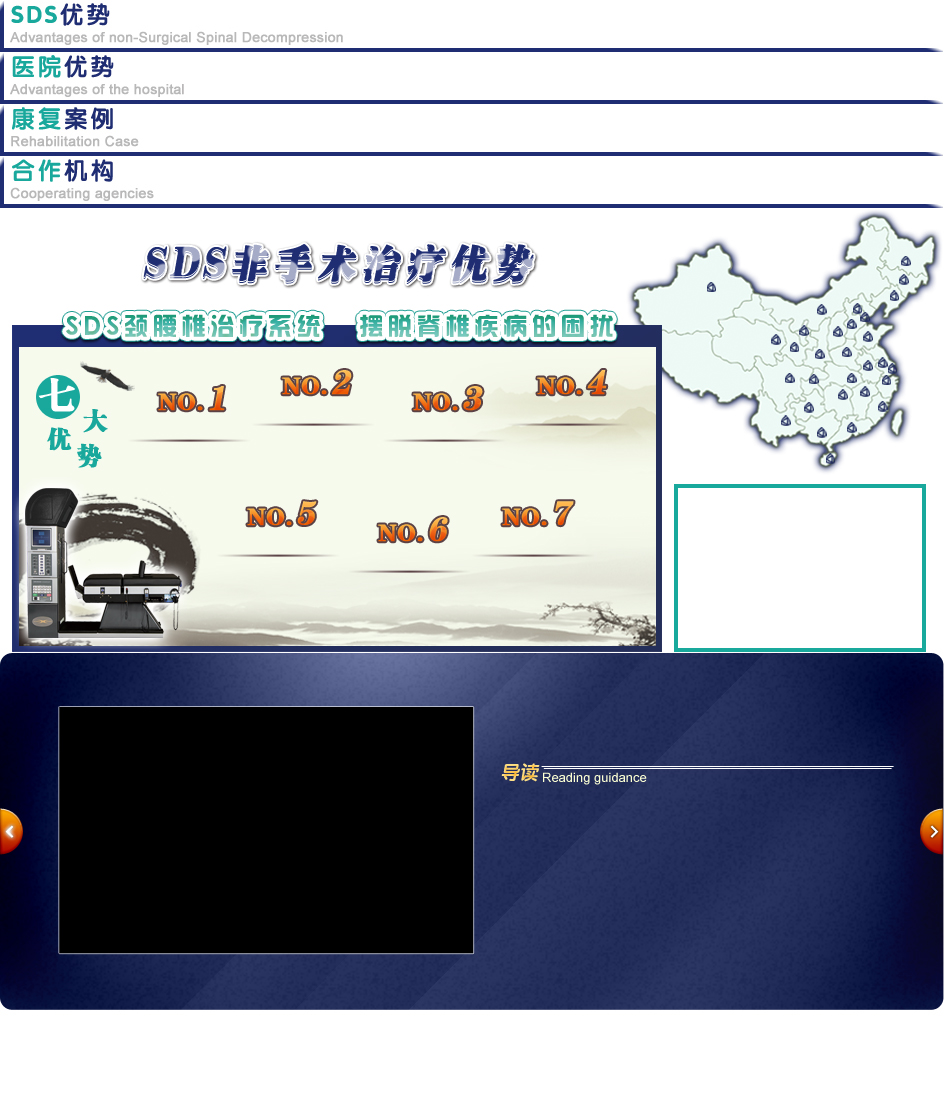 SDS优势
Advantages of non-Surgical Spinal Decompression
医院优势
Advantages of the hospital
康复案例
Rehabilitation Case
合作机构
Cooperating agencies
SDS非手术治疗优势
SDS颈腰椎治疗系统 摆脱脊椎疾病的困扰
七大优势
NO.1
NO.2
NO.3
NO.4
NO.5
NO.6
NO.7
导读 Reading guidance